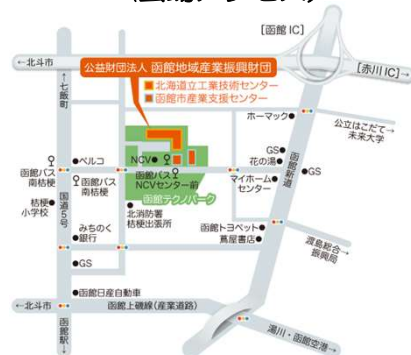 [函館IC]
←北斗市
[赤川IC]→
公益財団法人 函館地域産業振興財団
北海道立工業技術センター
函館市産業支援センター
←七飯町
ホーマック
公立はこだて→
未来大学
ベルコ
NCV
GS
花の湯
GS
函館バス
南桔梗
函館バス
NCVセンター前
函館バス
南桔梗
マイホーム
センター
函館新道
函館テクノパーク
桔梗
小学校
国道5号
北消防署
桔梗出張所
みちのく
銀行
函館トヨペット
蔦屋書店
渡島総合→
振興局
GS
函館日産自動車
←北斗市
函館上磯線(産業道路)
函館駅→
湯川・函館空港→